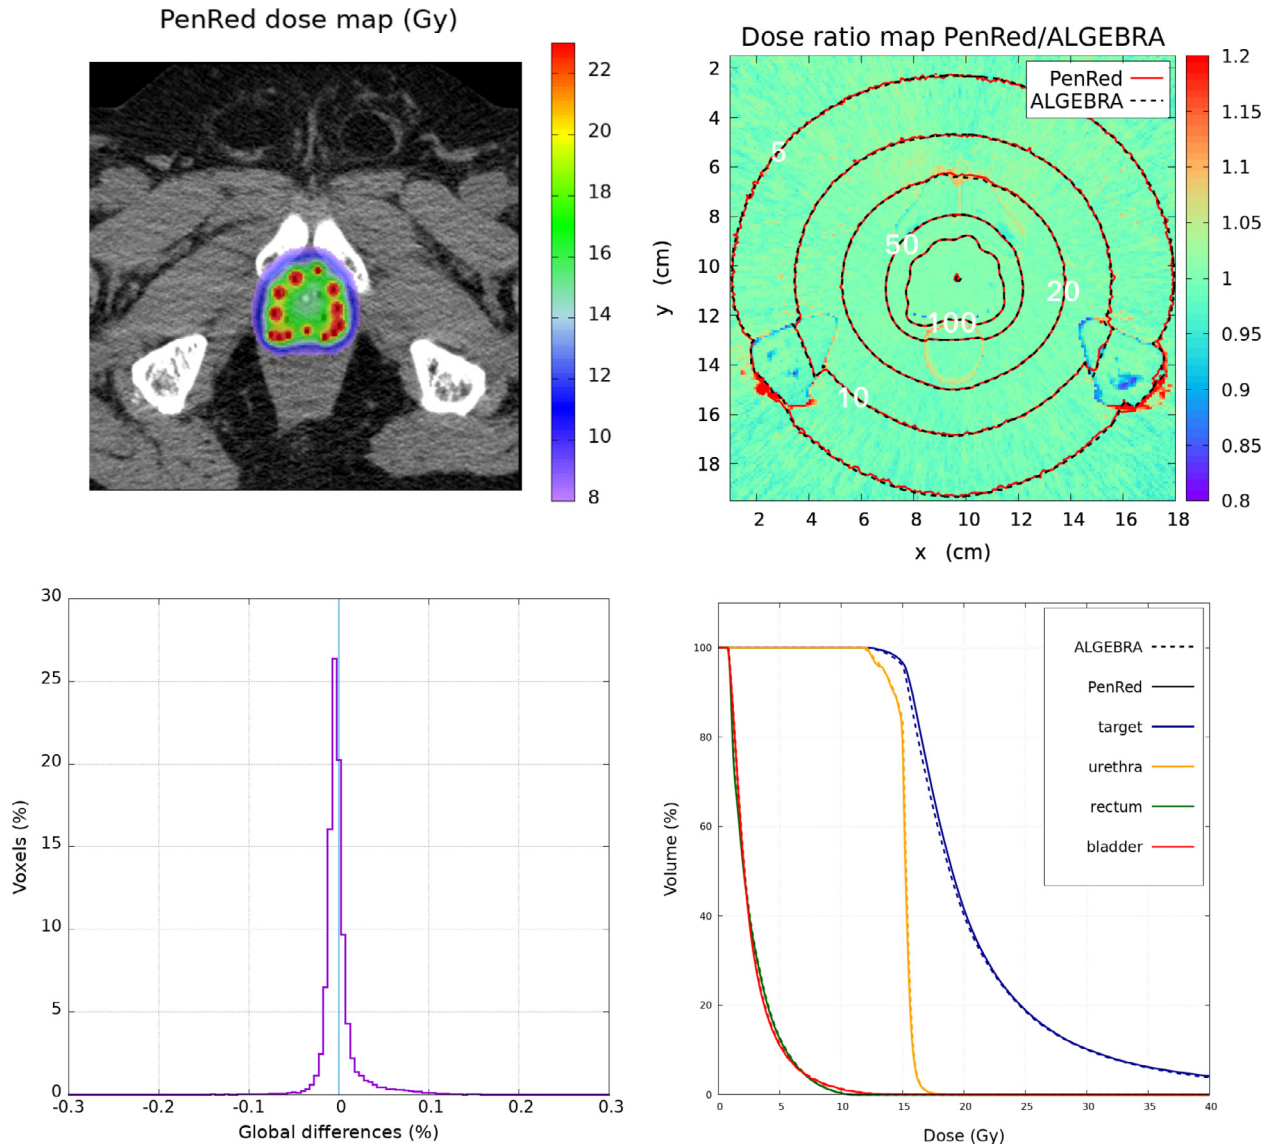 PenRed dose map (Gy)
22
20
18
16
14
12
10
8
Dose ratio map PenRed/ALGEBRA
PenRed
ALGEBRA
2
4
6
8
10
12
14
16
18
y (cm)
5
50
20
100
10
2 4 6 8 10 12 14 16 18
x (cm)
1.2
1.15
1.1
1.05
1
0.95
0.9
0.85
0.8
30
25
20
15
10
5
0
Voxels (%)
-0.3 -0.2 -0.1 0 0.1 0.2 0.3
Global differences (%)
100
80
60
40
20
0
Volume (%)
ALGEBRA
PenRed
target
urethra
rectum
bladder
0 5 10 15 20 25 30 35 40
Dose (Gy)